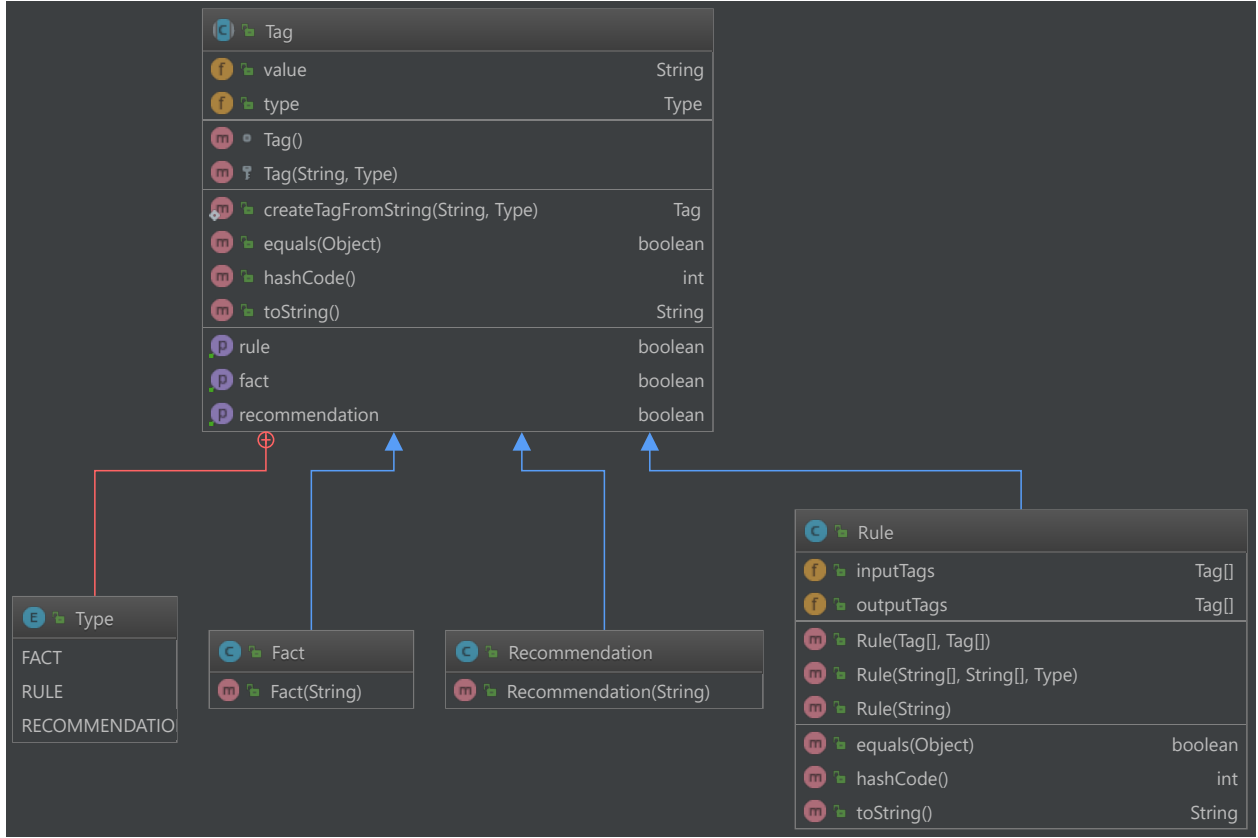 Tag
value String
type Type
Tag()
Tag(String, Type)
createTagFromString(String, Type) Tag
equals(Object) boolean
hashCode() int
toString() String
rule boolean
fact boolean
recommendation boolean
Type
FACT
RULE
RECOMMENDATIO
Fact
Fact(String)
Recommendation
Recommendation(String)
Rule
inputTags Tag[]
outputTags Tag[]
Rule(Tag[], Tag[])
Rule(String[], String[], Type)
Rule(String)
equals(Object) boolean
hashCode() int
toString() String